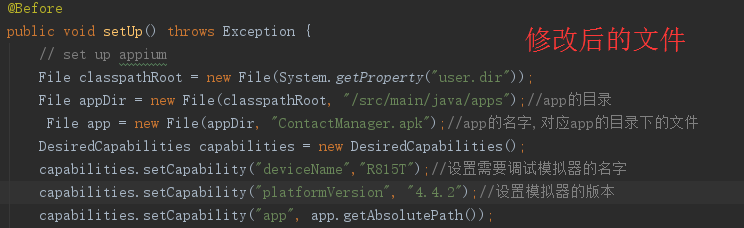 @Before
public void setUp() throws Exception {
修改后的文件
// set up appium
File classpathRoot = new File(System.getProperty("user.dir"));
File appDir = new File(classpathRoot, "/src/main/java/apps");//app的目录
File app = new File(appDir, "ContactManager.apk");//app的名字,对应app的目录下的文件
DesiredCapabilities capabilities = new DesiredCapabilities();
capabilities.setCapability("deviceName","R815T");//设置需要调试模拟器的名字
capabilities.setCapability("platformVersion", "4.4.2");//设置模拟器的版本
capabilities.setCapability("app", app.getAbsolutePath());